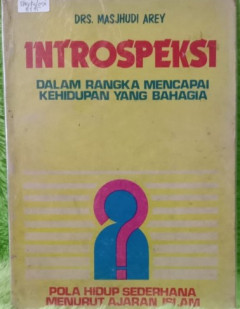 DRS. MASJHUDI AREY
INTROSPEKSI
DALAM RANGKA MENCAPAI
KEHIDUPAN YANG BAHAGIA
POLA HIDUP SEDERHANA
MENURUT AJARAN ISLAM